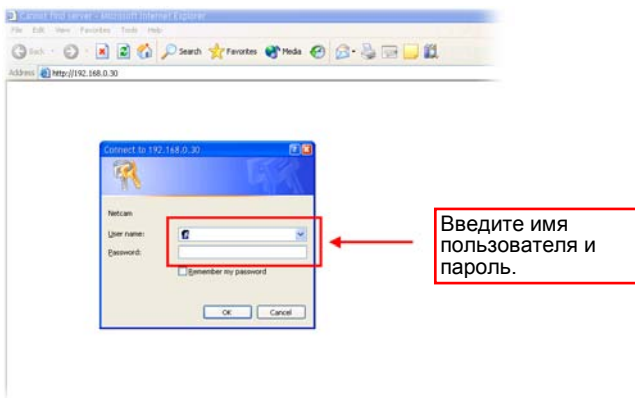 Cannot find server - Microsoft Internet Explorer
File Edit View Favorites Tools Help
Back Search Favorites Media
Address http://192.168.0.30
Connect to 192.168.0.30
Netcam
User name:
Password:
Remember my password
OK Cancel
Введите имя
пользователя и
пароль.